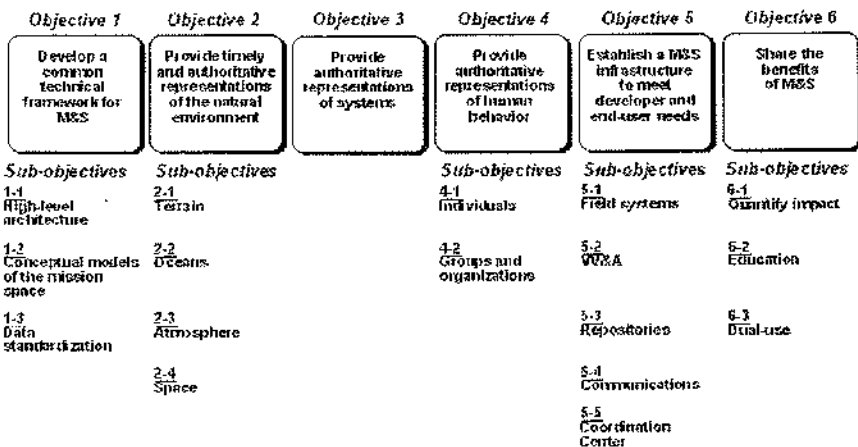 Objective 1
Develop a
common
technical
framework for
M&S
Sub-objectives
1-1
High-level
architecture
1-2
Conceptual models
of the mission
space
1-3
Data
standardization
Objective 2
Provide timely
and authoritative
representations
of the natural
environment
Sub-objectives
2-1
Terrain
2-2
Oceans
2-3
Atmosphere
2-4
Space
Objective 3
Provide
authoritative
representations
of systems
Objective 4
Provide
authoritative
representations
of human
behavior
Sub-objectives
4-1
Individuals
4-2
Groups and
organizations
Objective 5
Establish a M&S
infrastructure
to meet
developer and
end-user needs
Sub-objectives
5-1
Field systems
5-2
VV&A
5-3
Repositories
5-4
Communications
5-5
Coordination
Center
Objective 6
Share the
benefits
of M&S
Sub-objectives
6-1
Quantify impact
6-2
Education
6-3
Dual-use